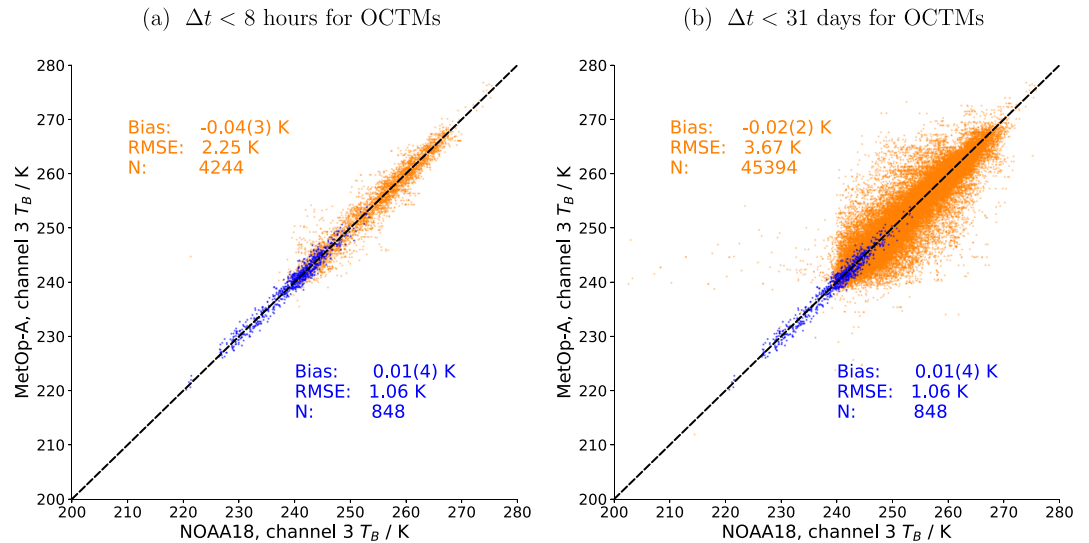 (a) Δt < 8 hours for OCTMs
280
270
260
250
240
230
220
210
200
MetOp-A, channel 3 T_B / K
Bias: -0.04(3) K
RMSE: 2.25 K
N: 4244
Bias: 0.01(4) K
RMSE: 1.06 K
N: 848
200 210 220 230 240 250 260 270 280
NOAA18, channel 3 T_B / K
(b) Δt < 31 days for OCTMs
280
270
260
250
240
230
220
210
200
MetOp-A, channel 3 T_B / K
Bias: -0.02(2) K
RMSE: 3.67 K
N: 45394
Bias: 0.01(4) K
RMSE: 1.06 K
N: 848
200 210 220 230 240 250 260 270 280
NOAA18, channel 3 T_B / K